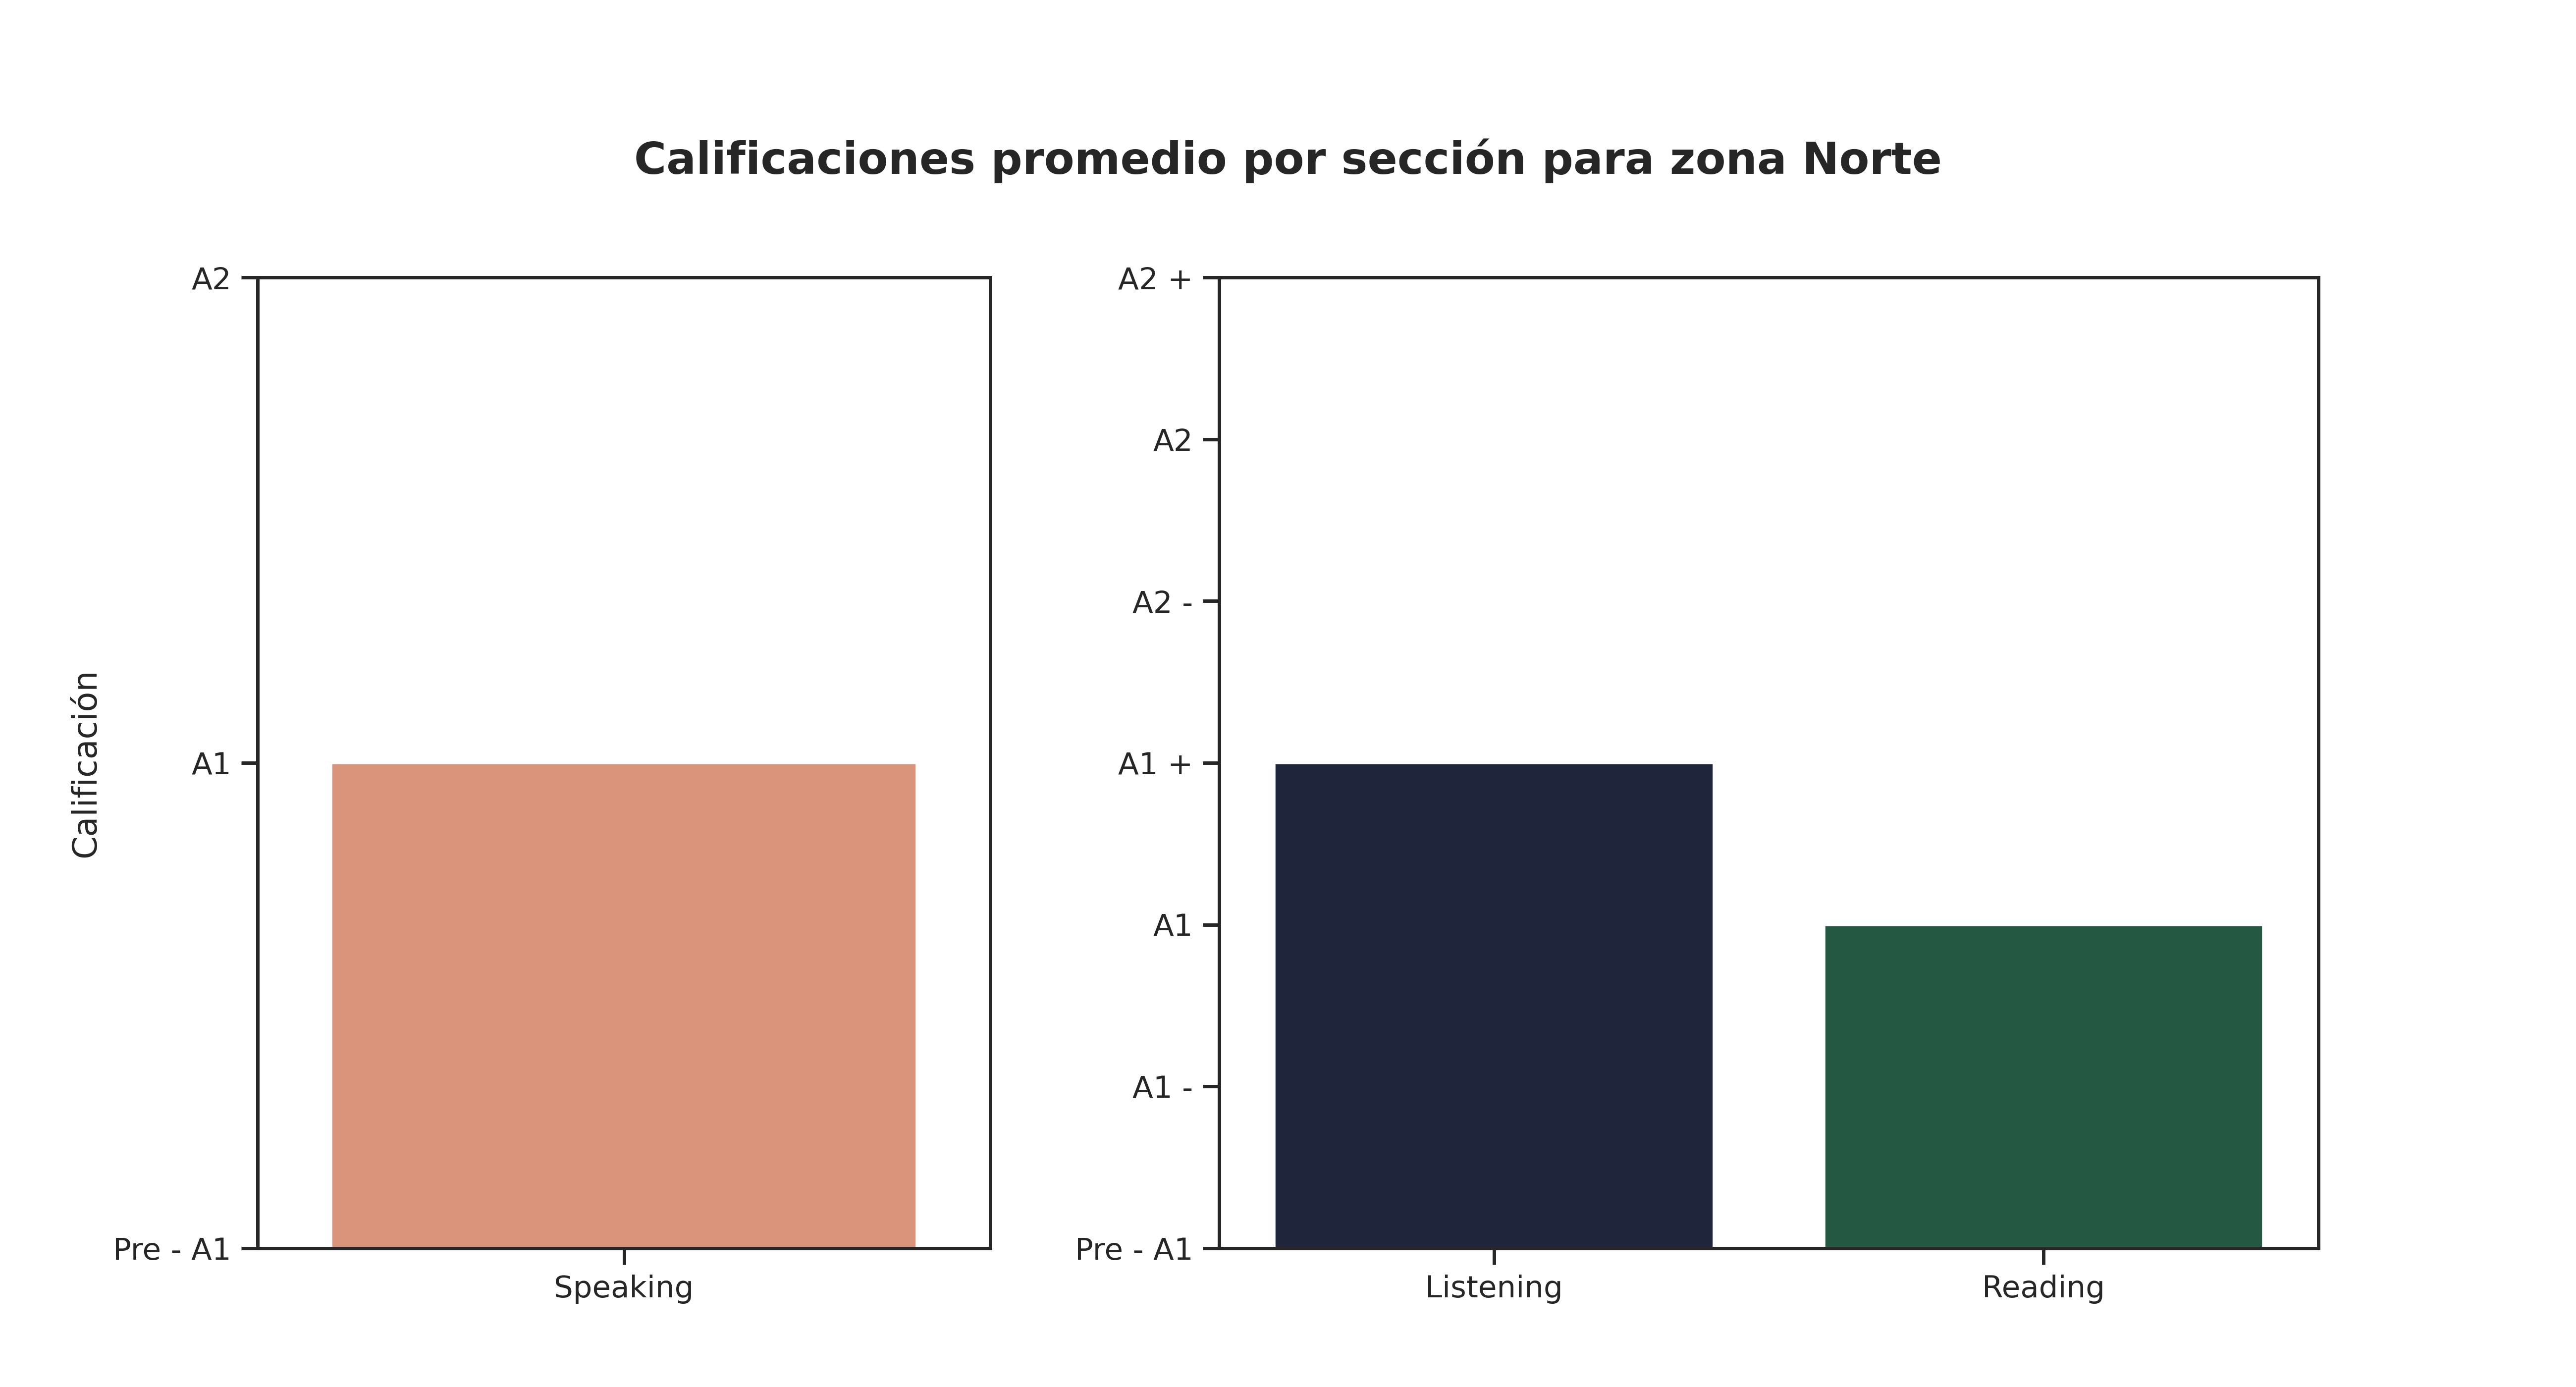 Calificaciones promedio por sección para zona Norte
Calificación
A2
A1
Pre - A1
Speaking
A2 +
A2
A2 -
A1 +
A1
A1 -
Pre - A1
Listening
Reading